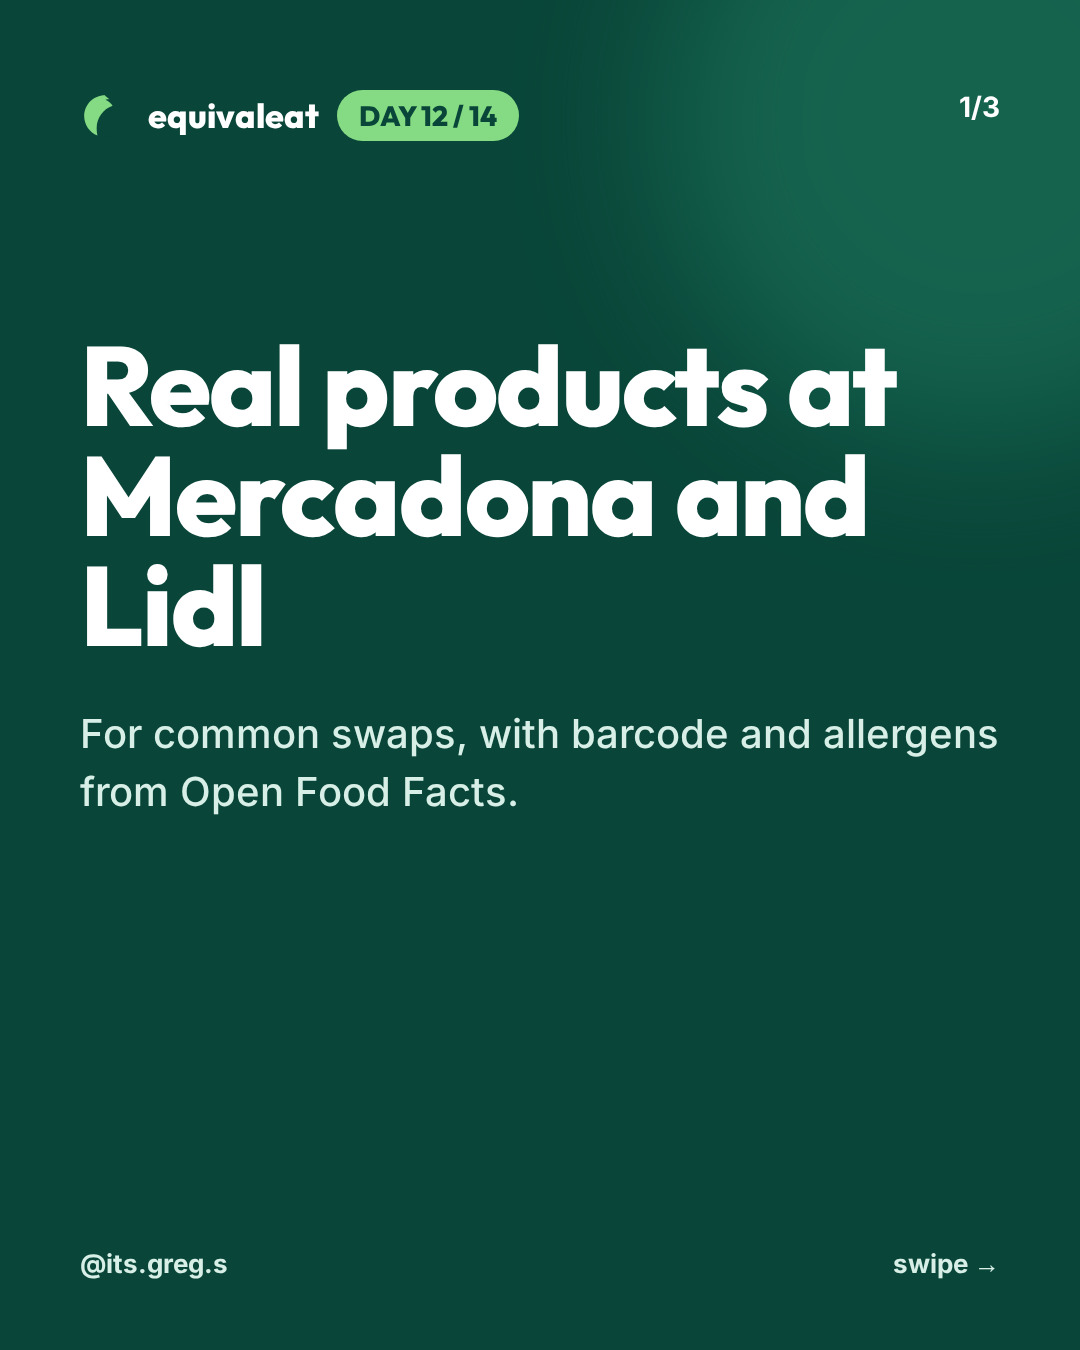 equivaleat
DAY 12 / 14
1/3
Real products at
Mercadona and
Lidl
For common swaps, with barcode and allergens
from Open Food Facts.
@its.greg.s
swipe →